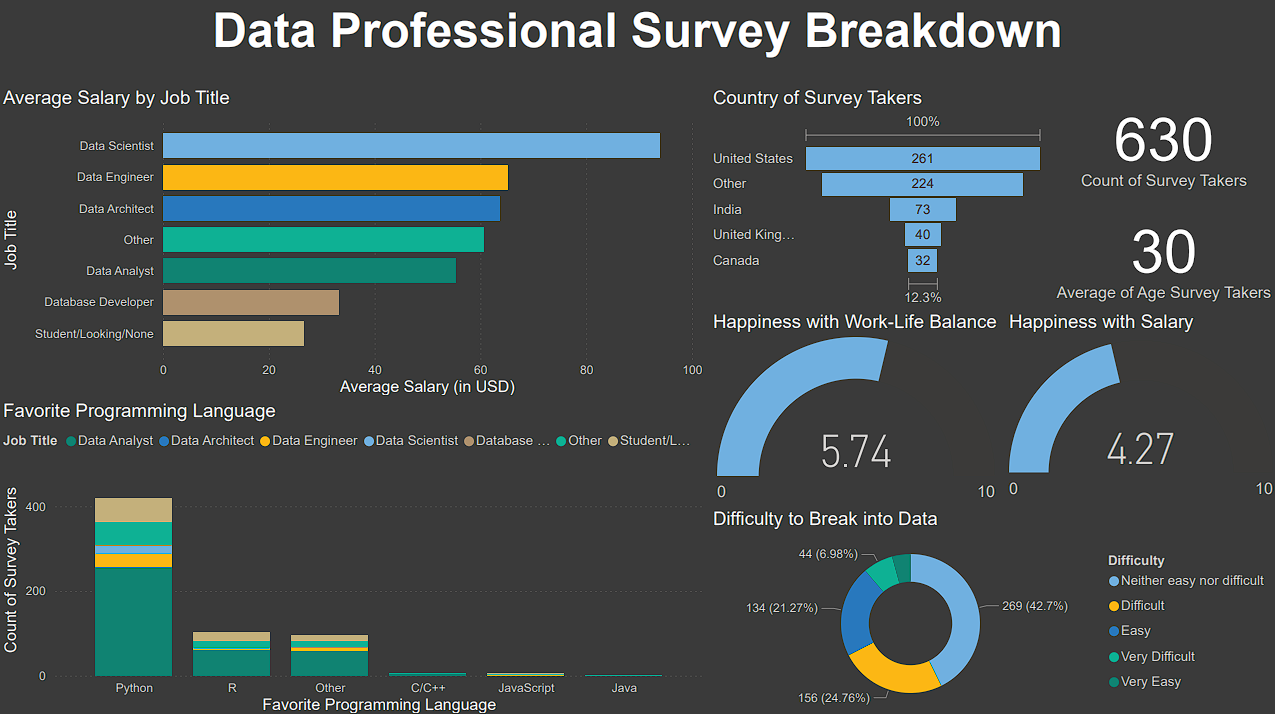 Data Professional Survey Breakdown
Average Salary by Job Title
Job Title
Data Scientist
Data Engineer
Data Architect
Other
Data Analyst
Database Developer
Student/Looking/None
0 20 40 60 80 100
Average Salary (in USD)
Country of Survey Takers
100%
United States 261
Other 224
India 73
United King... 40
Canada 32
12.3%
630
Count of Survey Takers
30
Average of Age Survey Takers
Happiness with Work-Life Balance
5.74
0 10
Happiness with Salary
4.27
0 10
Favorite Programming Language
Job Title Data Analyst Data Architect Data Engineer Data Scientist Database ... Other Student/L...
Count of Survey Takers
400
200
0
Python R Other C/C++ JavaScript Java
Favorite Programming Language
Difficulty to Break into Data
44 (6.98%)
134 (21.27%)
269 (42.7%)
156 (24.76%)
Difficulty
Neither easy nor difficult
Difficult
Easy
Very Difficult
Very Easy